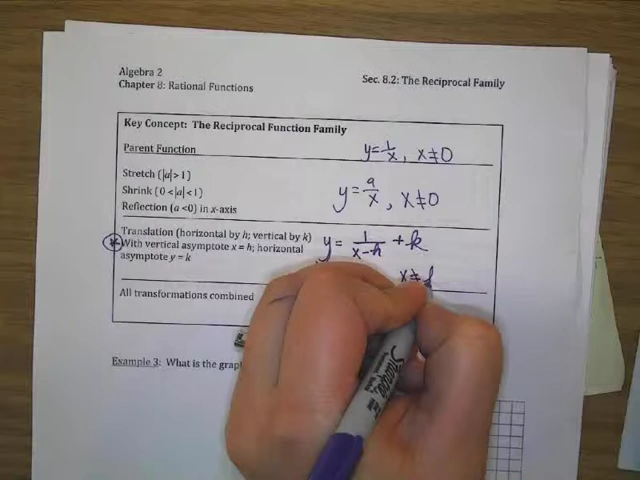 Algebra 2
Sec. 8.2: The Reciprocal Family
Chapter 8: Rational Functions
Key Concept: The Reciprocal Function Family
Parent Function
y = 1/x, x ≠ 0
Stretch (|a| > 1)
Shrink (0 < |a| < 1)
Reflection (a <0) in x-axis
y = a/x, x ≠ 0
Translation (horizontal by h; vertical by k)
With vertical asymptote x = h; horizontal
asymptote y = k
y = 1/(x-h) + k
x ≠
All transformations combined
Example 3: What is the